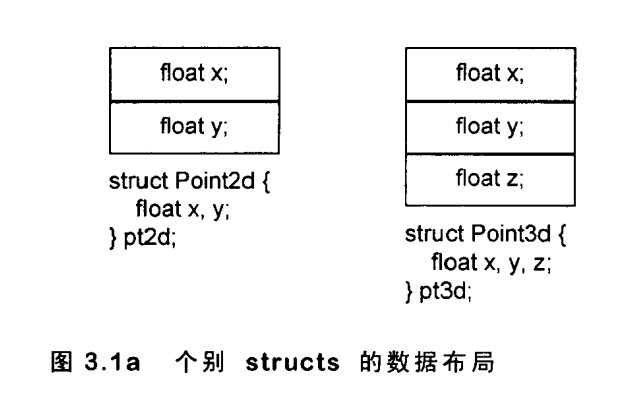 float x;
float y;
struct Point2d {
float x, y;
} pt2d;
float x;
float y;
float z;
struct Point3d {
float x, y, z;
} pt3d;
图 3.1a 个别 structs 的数据布局